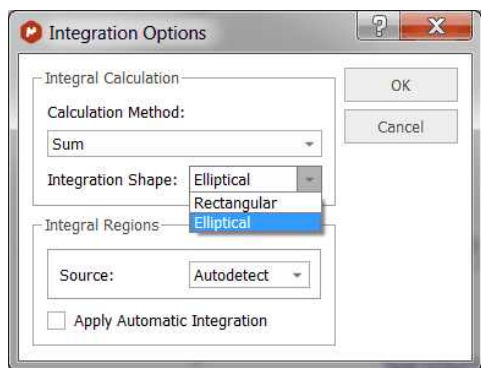 Integration Options
Integral Calculation
OK
Calculation Method:
Cancel
Sum
Integration Shape: Elliptical
Rectangular
Elliptical
Integral Regions
Source: Autodetect
Apply Automatic Integration